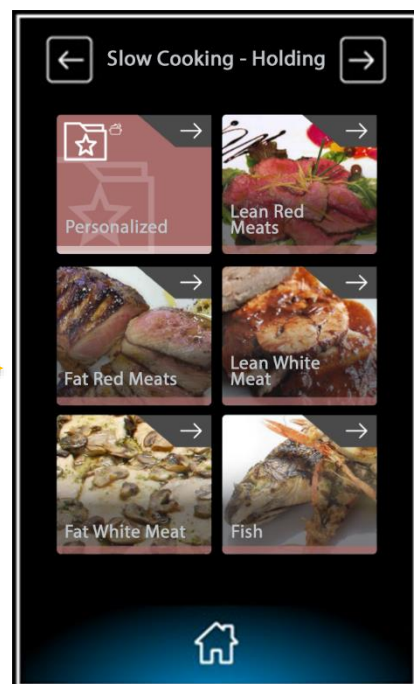 Slow Cooking - Holding
Personalized
Lean Red
Meats
Fat Red Meats
Lean White
Meat
Fat White Meat
Fish